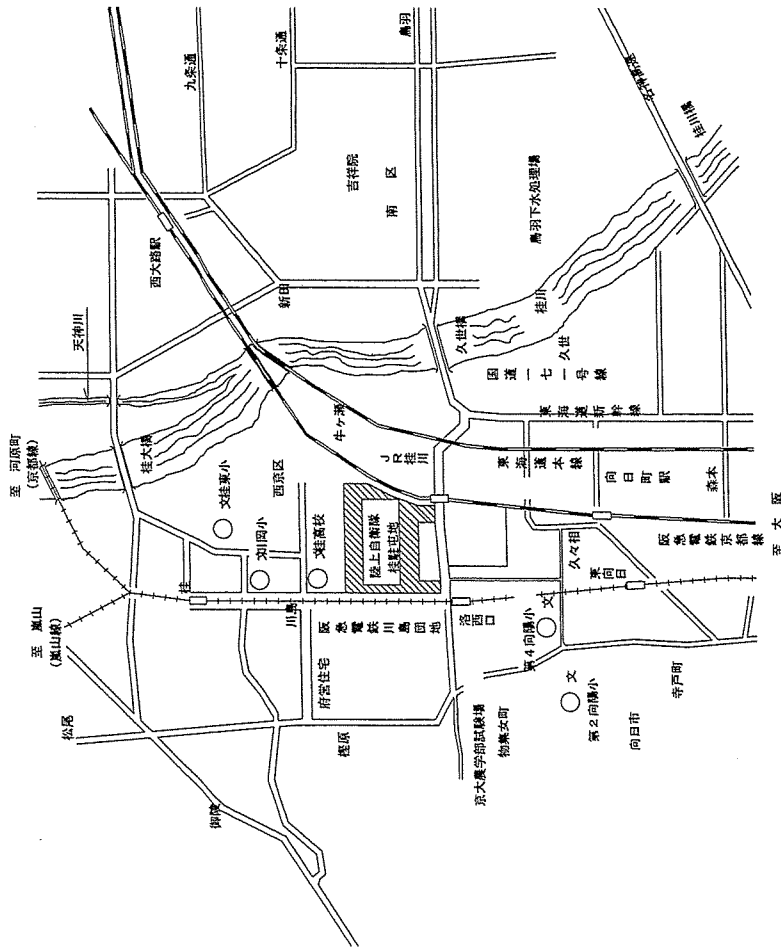 九条通
十条通
鳥羽
名神高速
桂川橋
西大路駅
吉祥院
南区
鳥羽下水処理場
天神川
新田
久世橋
桂川
久世
国道一七一号線
東海道新幹線
至 河原町
(京都線)
桂大橋
牛ケ瀬
JR桂川
東海道本線
向日町駅
森本
文桂東小
西京区
文川岡小
文桂高校
陸上自衛隊
桂駐屯地
阪急電鉄京都線
至大阪
桂
川島
阪急電鉄川島団地
洛西口
久々相
東向日
至 嵐山
(嵐山線)
文
第4向陽小
府営住宅
松尾
樫原
京大農学部試験場
物集女町
文
第2向陽小
向日市
寺戸町
御陵